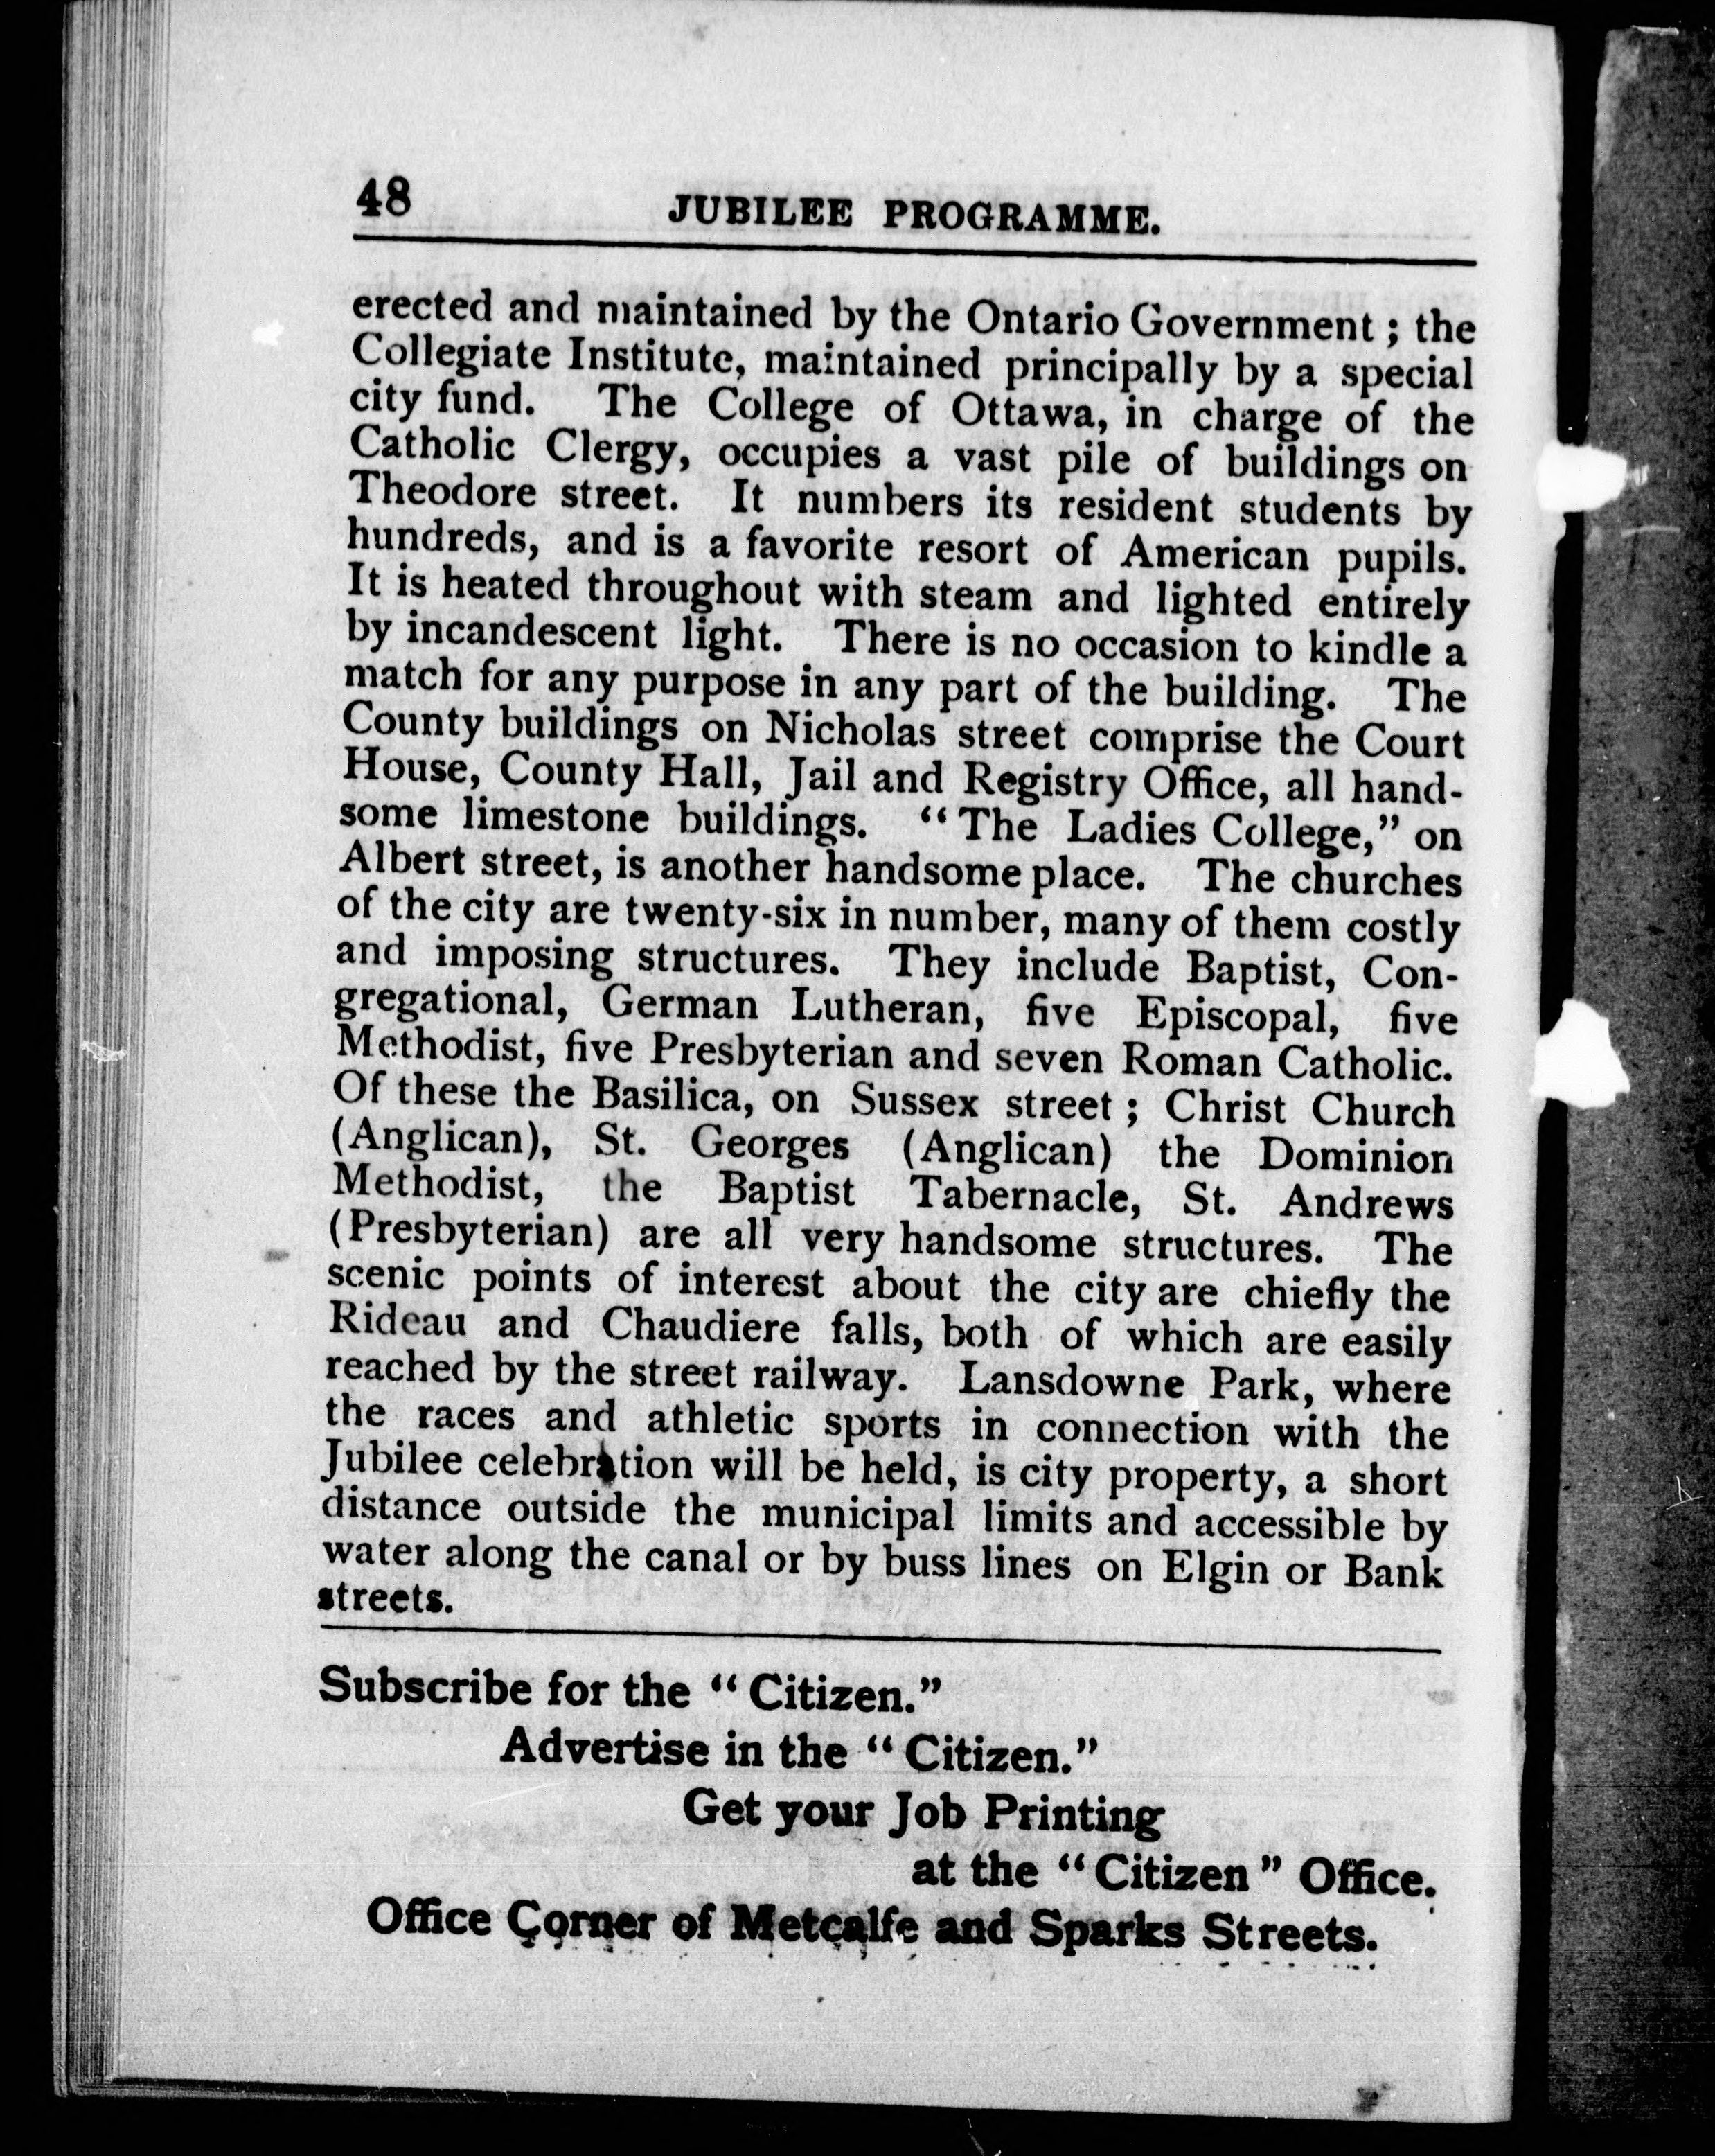 48
JUBILEE PROGRAMME.
erected and maintained by the Ontario Government ; the
Collegiate Institute, maintained principally by a special
city fund. The College of Ottawa, in charge of the
Catholic Clergy, occupies a vast pile of buildings on
Theodore street. It numbers its resident students by
hundreds, and is a favorite resort of American pupils.
It is heated throughout with steam and lighted entirely
by incandescent light. There is no occasion to kindle a
match for any purpose in any part of the building. The
County buildings on Nicholas street comprise the Court
House, County Hall, Jail and Registry Office, all hand-
some limestone buildings. “The Ladies College,” on
Albert street, is another handsome place. The churches
of the city are twenty-six in number, many of them costly
and imposing structures. They include Baptist, Con-
gregational, German Lutheran, five Episcopal, five
Methodist, five Presbyterian and seven Roman Catholic.
Of these the Basilica, on Sussex street ; Christ Church
(Anglican), St. Georges (Anglican) the Dominion
Methodist, the Baptist Tabernacle, St. Andrews
(Presbyterian) are all very handsome structures. The
scenic points of interest about the city are chiefly the
Rideau and Chaudiere falls, both of which are easily
reached by the street railway. Lansdowne Park, where
the races and athletic sports in connection with the
Jubilee celebration will be held, is city property, a short
distance outside the municipal limits and accessible by
water along the canal or by buss lines on Elgin or Bank
streets.
Subscribe for the “Citizen.”
Advertise in the “Citizen.”
Get your Job Printing
at the “Citizen” Office.
Office Corner of Metcalfe and Sparks Streets.